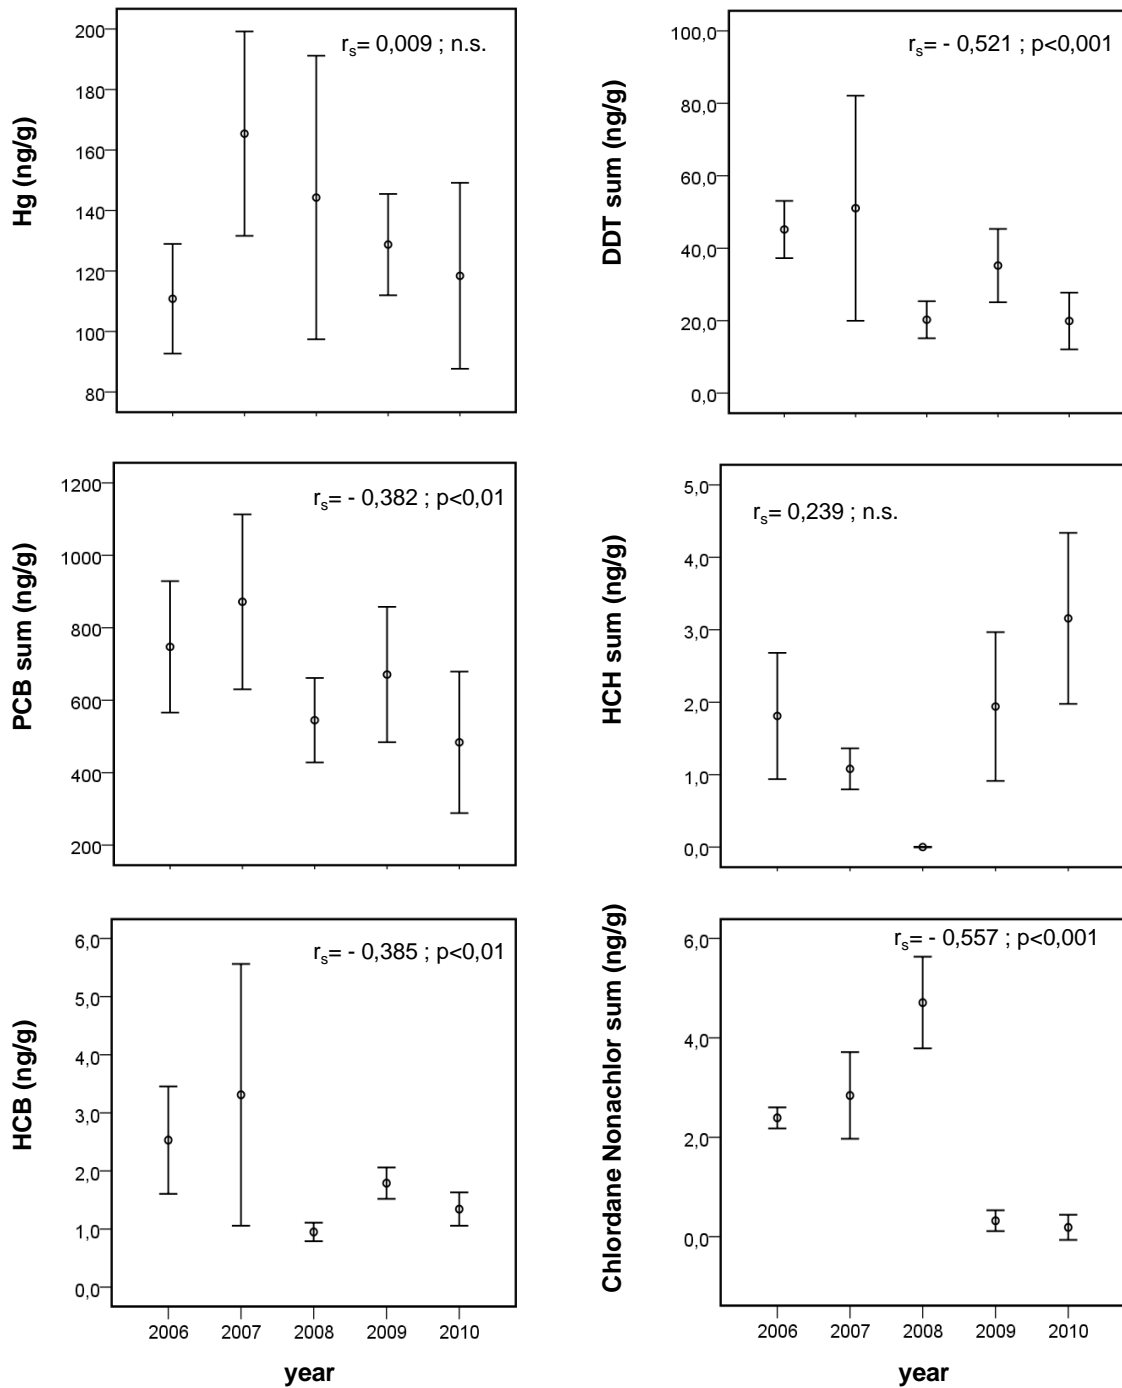 Hg (ng/g)
200
180
160
140
120
100
80
rs= 0,009 ; n.s.
DDT sum (ng/g)
100,0
80,0
60,0
40,0
20,0
0,0
rs= - 0,521 ; p<0,001
PCB sum (ng/g)
1200
1000
800
600
400
200
rs= - 0,382 ; p<0,01
HCH sum (ng/g)
5,0
4,0
3,0
2,0
1,0
0,0
rs= 0,239 ; n.s.
HCB (ng/g)
6,0
5,0
4,0
3,0
2,0
1,0
0,0
rs= - 0,385 ; p<0,01
2006 2007 2008 2009 2010
year
Chlordane Nonachlor sum (ng/g)
6,0
4,0
2,0
0,0
rs= - 0,557 ; p<0,001
2006 2007 2008 2009 2010
year